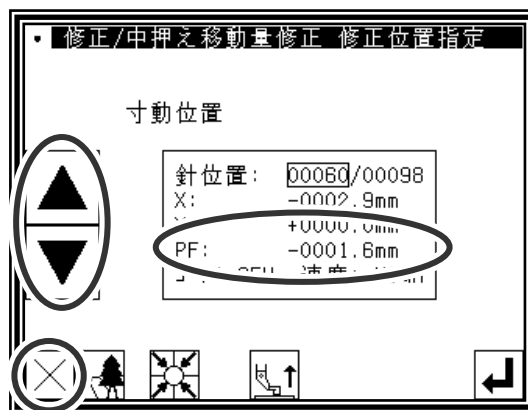 修正/中押え移動量修正 修正位置指定
寸動位置
針位置: 00060/00098
X: -0002.9mm
+0000.0mm
PF: -0001.6mm